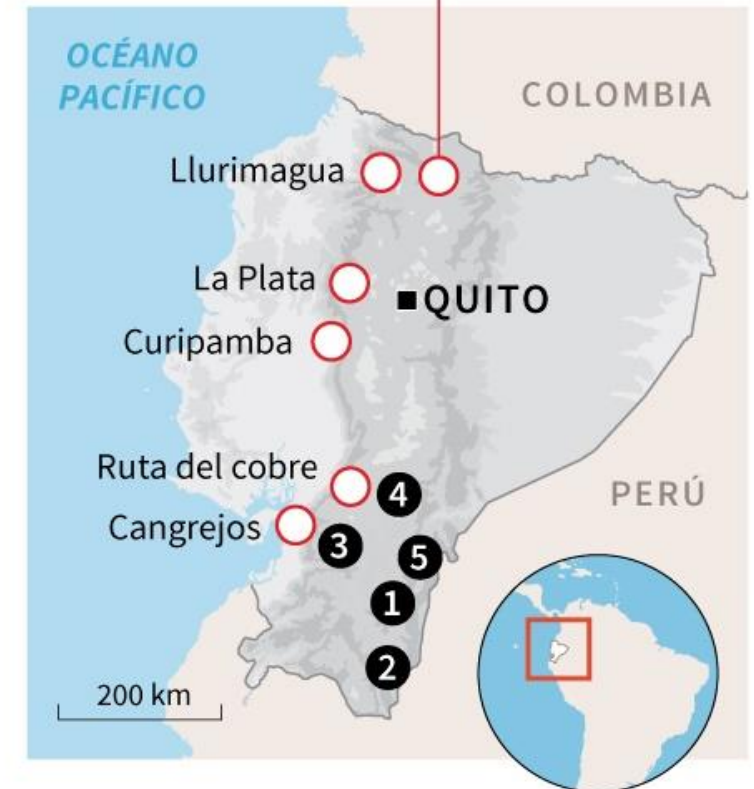 OCÉANO
PACÍFICO
COLOMBIA
Llurimagua
La Plata
QUITO
Curipamba
Ruta del cobre
4
PERÚ
Cangrejos
3
5
1
2
200 km